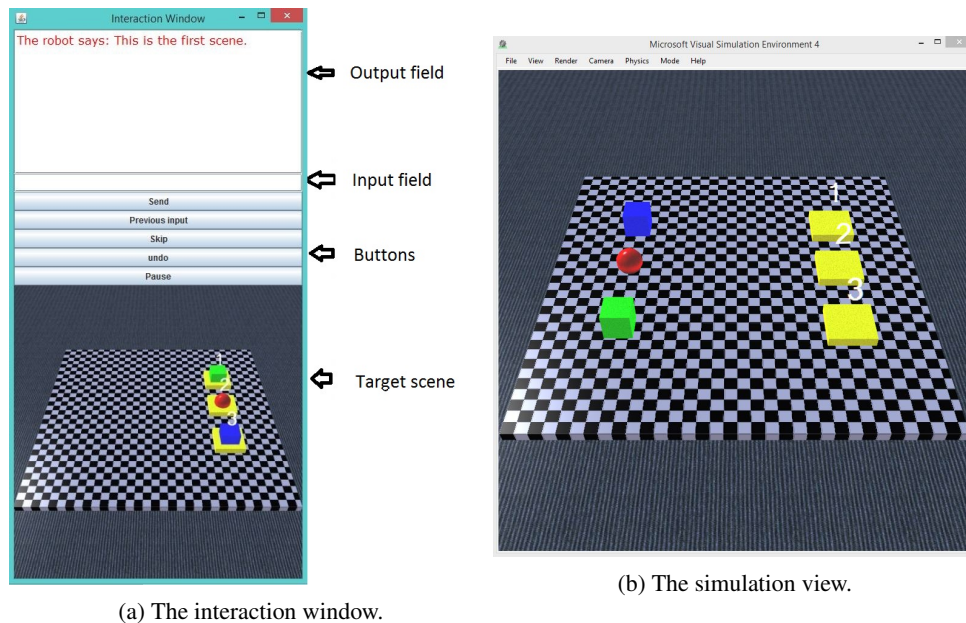 Interaction Window
The robot says: This is the first scene.
Send
Previous input
Skip
undo
Pause
1
2
3
Output field
Input field
Buttons
Target scene
(a) The interaction window.
Microsoft Visual Simulation Environment 4
File View Render Camera Physics Mode Help
1
2
3
(b) The simulation view.